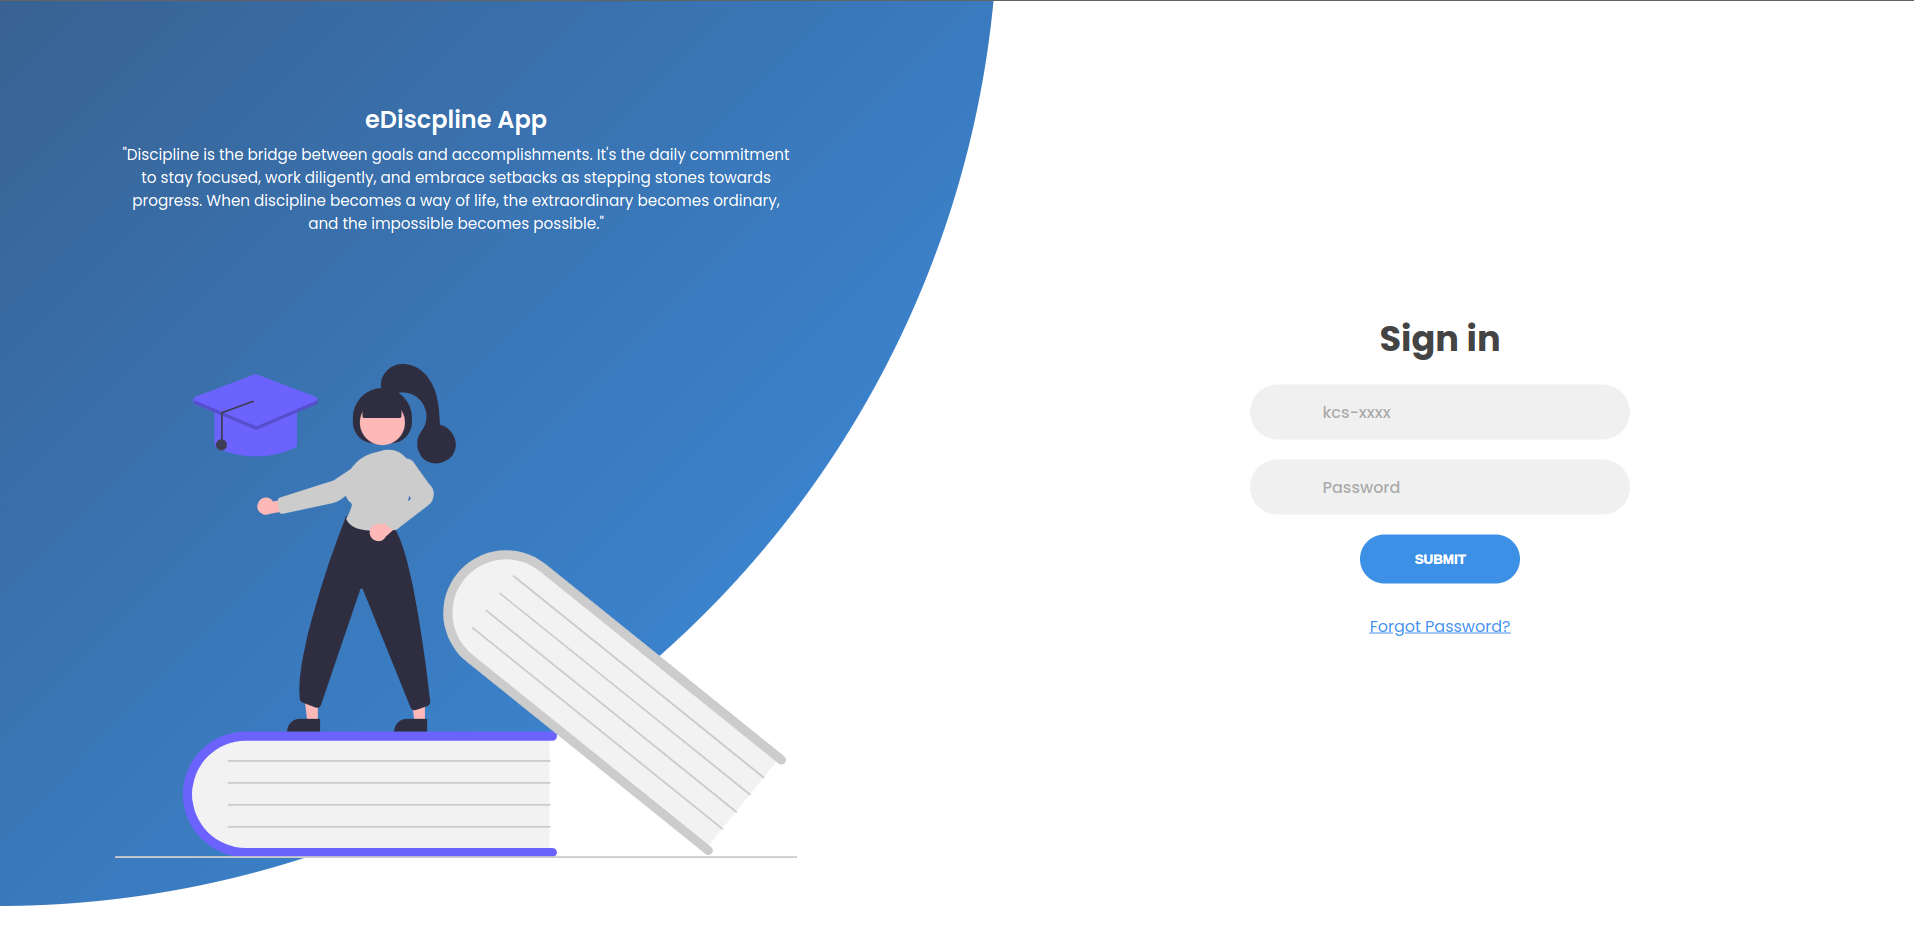 eDiscpline App
"Discipline is the bridge between goals and accomplishments. It's the daily commitment
to stay focused, work diligently, and embrace setbacks as stepping stones towards
progress. When discipline becomes a way of life, the extraordinary becomes ordinary,
and the impossible becomes possible."
Sign in
kcs-xxxx
Password
SUBMIT
Forgot Password?